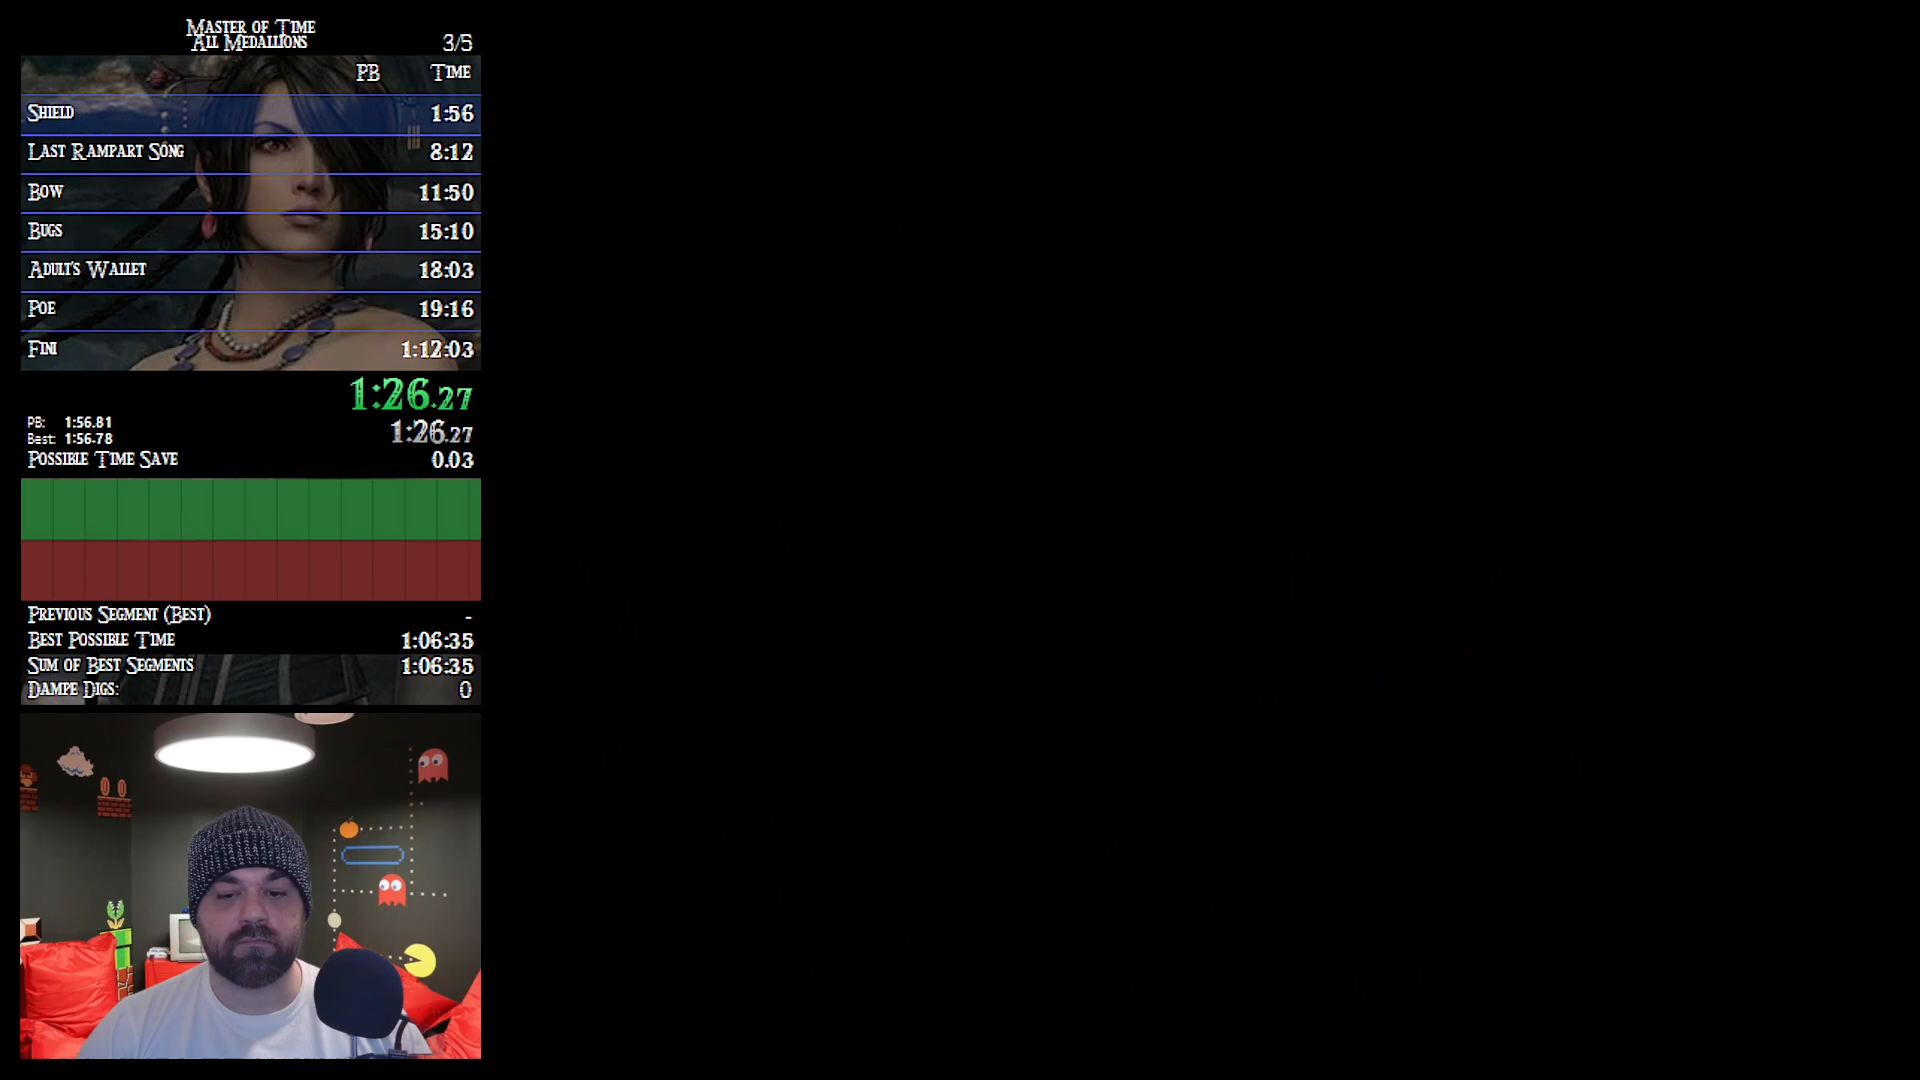 Master of Time
All Medallions
3/5
PB Time
Shield 1:56
Last Rampart Song 8:12
Bow 11:50
Bugs 15:10
Adult's Wallet 18:03
Poe 19:16
Fini 1:12:03
1:26.27
PB: 1:56.81
1:26.27
Best: 1:56.78
Possible Time Save 0.03
Previous Segment (Best) -
Best Possible Time 1:06:35
Sum of Best Segments 1:06:35
Dampe Digs: 0